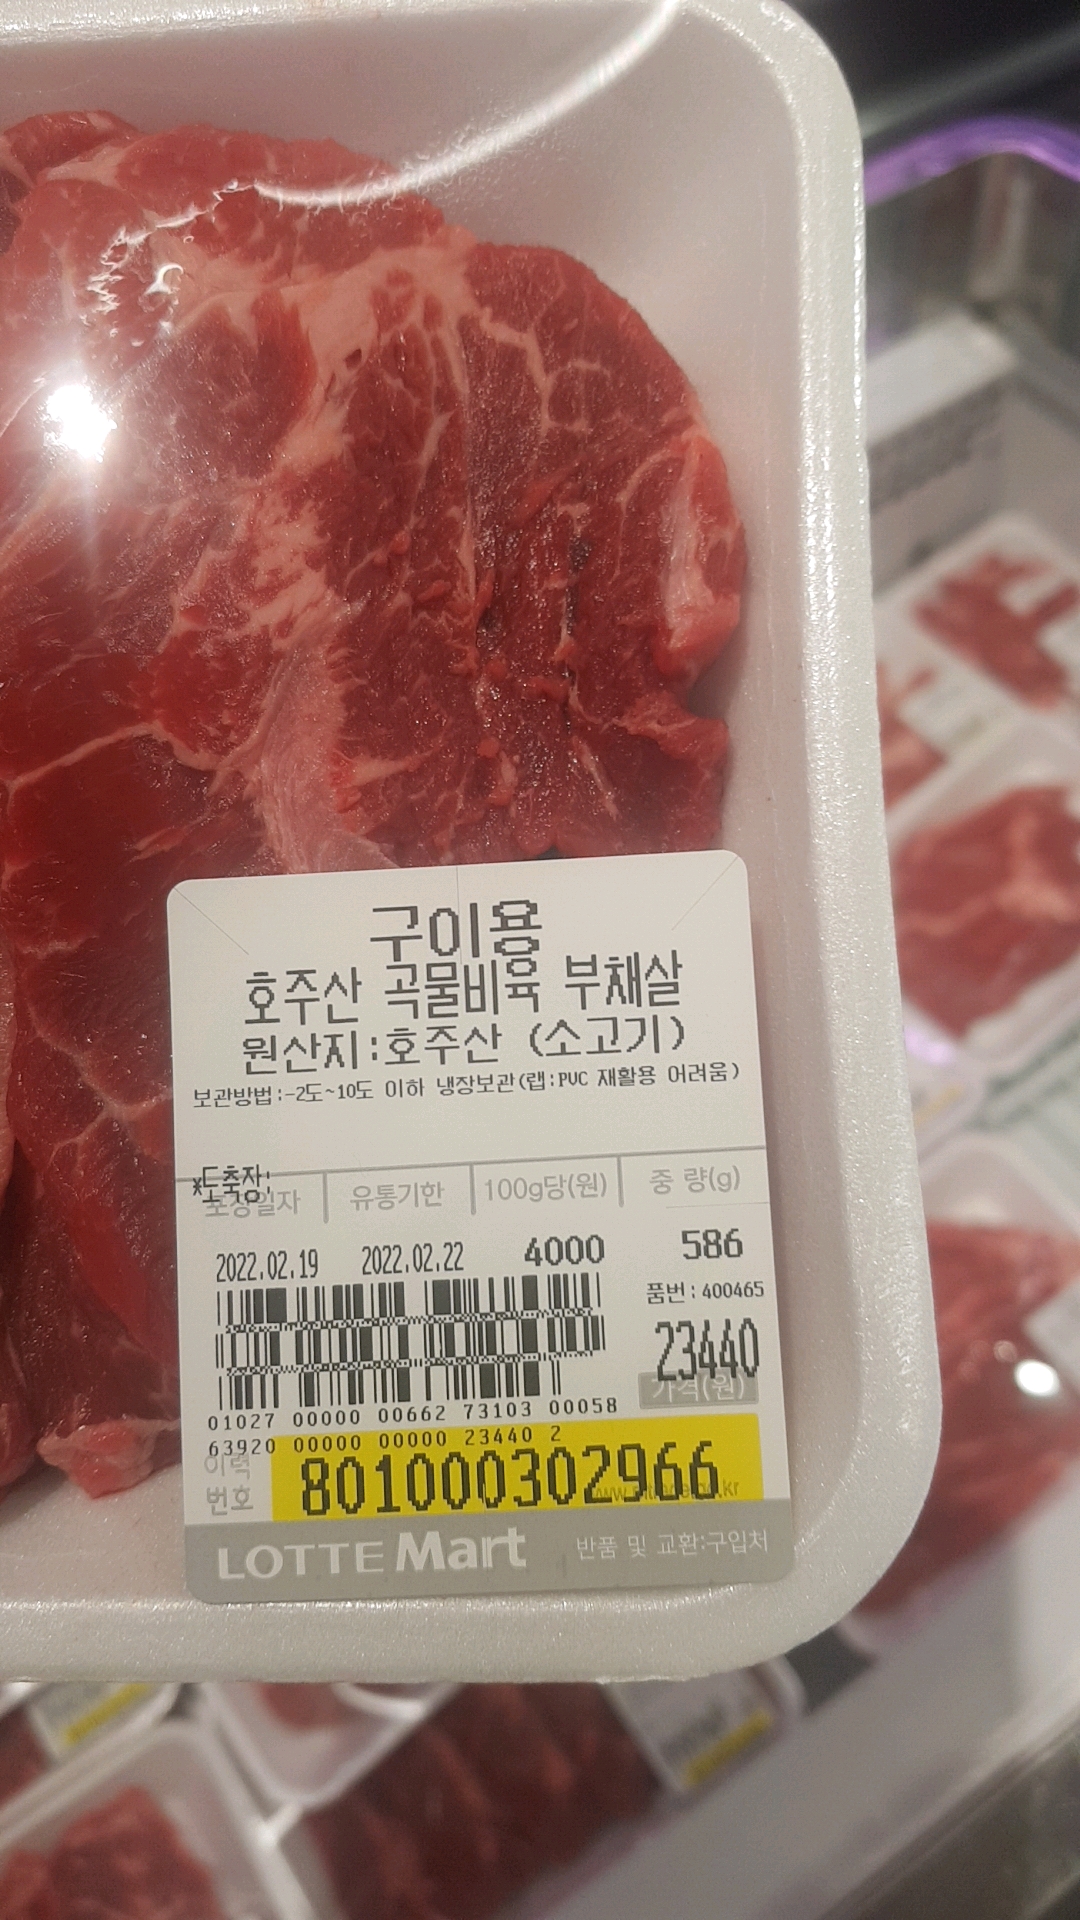 구이용
호주산 곡물비육 부채살
원산지:호주산 (소고기)
보관방법:-2도~10도 이하 냉장보관(랩:PVC 재활용 어려움)
*도축장:
포장일자 유통기한 100g당(원) 중 량(g)
2022.02.19 2022.02.22 4000 586
품번:400465
23440
가격(원)
01027 00000 00662 73103 00058
63920 00000 00000 23440 2
이력
번호 801000302966
LOTTE Mart 반품 및 교환:구입처